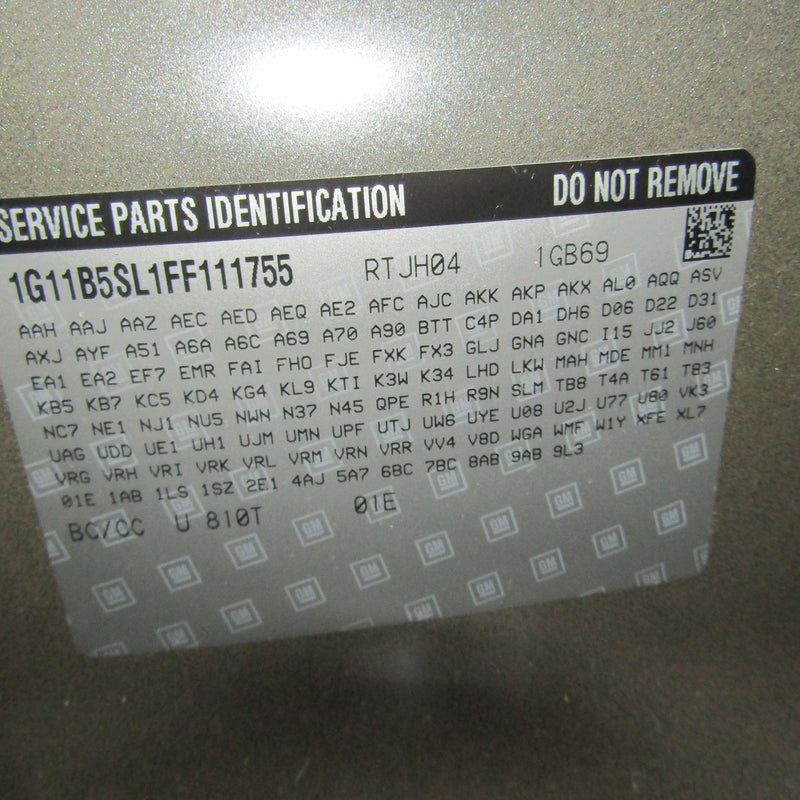 SERVICE PARTS IDENTIFICATION DO NOT REMOVE
1G11B5SL1FF111755 RTJH04 1GB69
AAH AAJ AAZ AEC AED AEQ AE2 AFC AJC AKK AKP AKX AL0 AQQ ASV
AXJ AYF A51 A6A A6C A69 A70 A90 BTT C4P DA1 DH6 D06 D22 D31
EA1 EA2 EF7 EMR FAI FHO FJE FXK FX3 GLJ GNA GNC I15 JJ2 J60
KB5 KB7 KC5 KD4 KG4 KL9 KTI K3W K34 LHD LKW MAH MDE MM1 MNH
NC7 NE1 NJ1 NU5 NWN N37 N45 QPE R1H R9N SLM TB8 T4A T61 T83
UAG UDD UE1 UH1 UJM UMN UPF UTJ UW6 UYE U08 U2J U77 U80 VK3
VRG VRH VRI VRK VRL VRM VRN VRR VV4 V8D WGA WMF W1Y XFE XL7
01E 1AB 1LS 1SZ 2E1 4AJ 5A7 6BC 7BC 8AB 9AB 9L3
BC/CC U 810T 01E